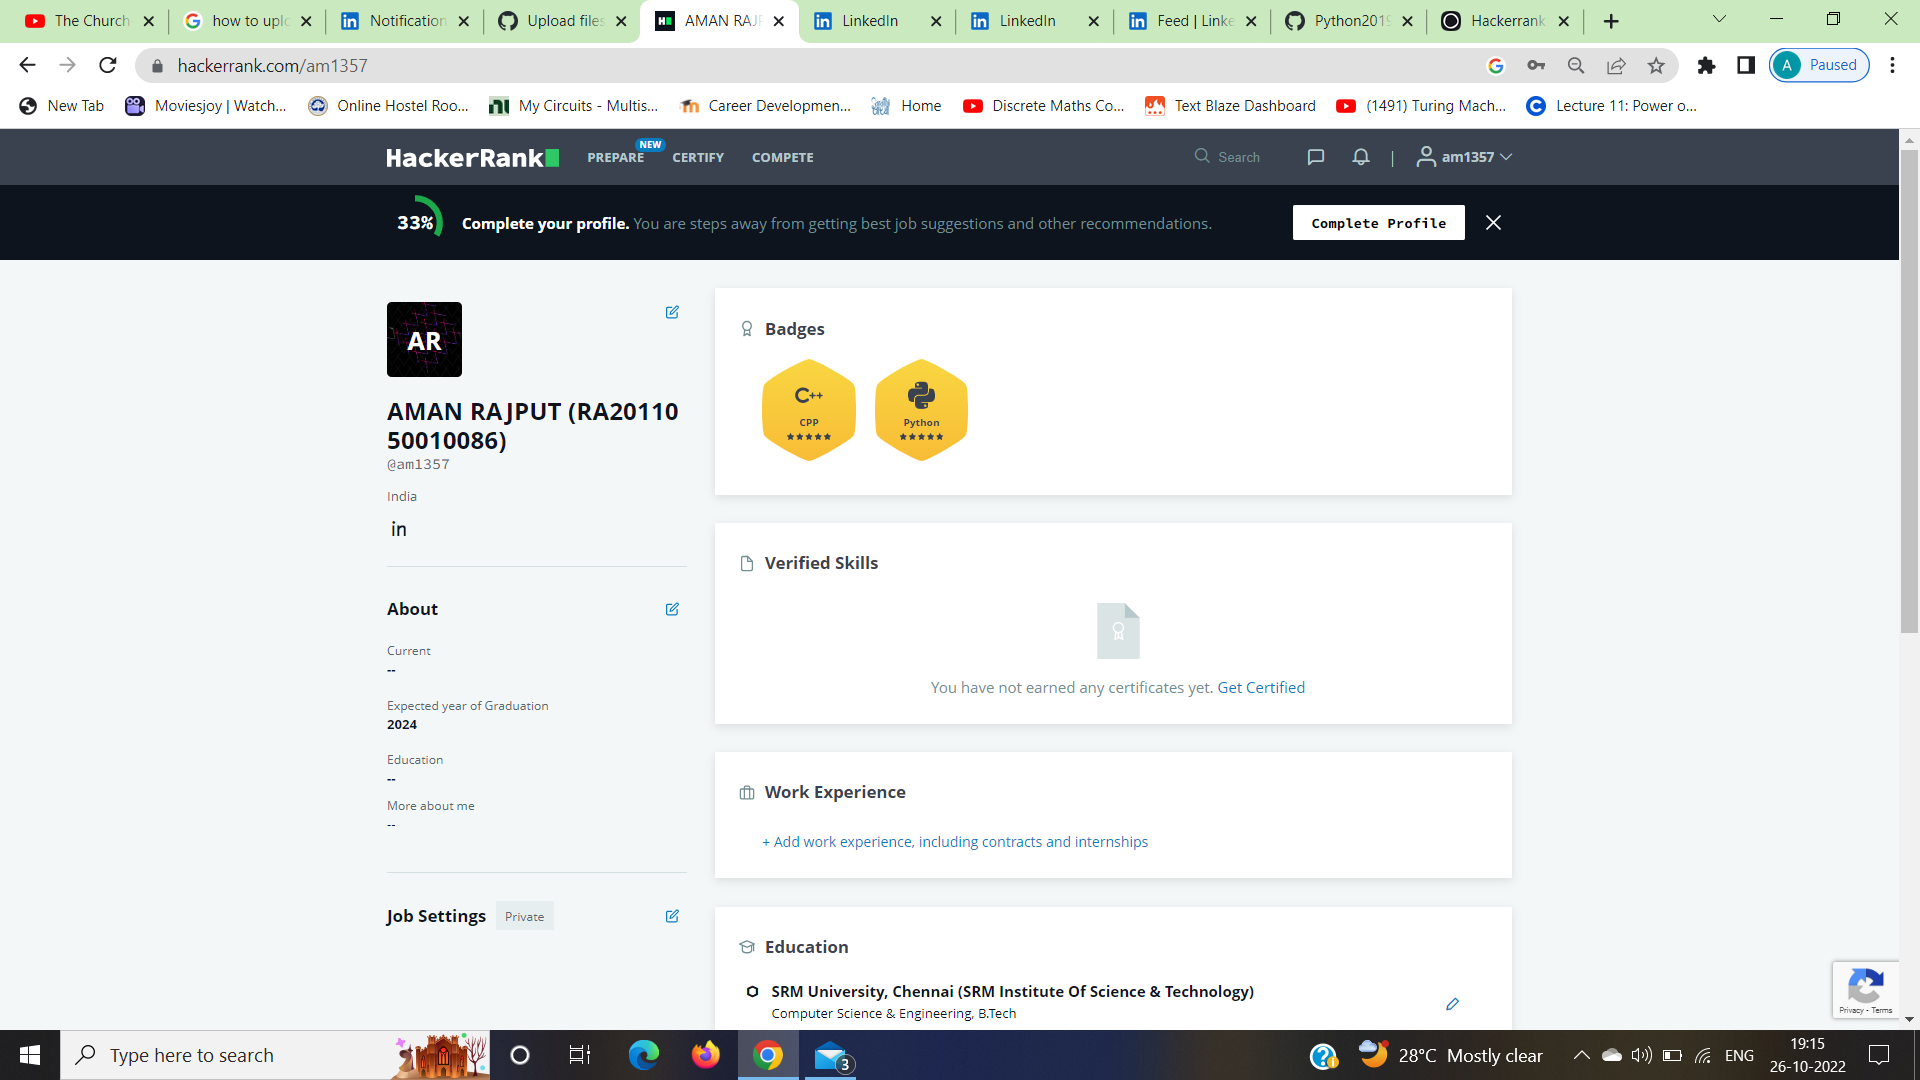 The Church
how to uplo
Notification
Upload files
AMAN RAJP
LinkedIn
LinkedIn
Feed | Linke
Python2019
Hackerrank
hackerrank.com/am1357
A Paused
New Tab
Moviesjoy | Watch...
Online Hostel Roo...
My Circuits - Multis...
Career Developmen...
Home
Discrete Maths Co...
Text Blaze Dashboard
(1491) Turing Mach...
Lecture 11: Power o...
HackerRank
PREPARE
NEW
CERTIFY
COMPETE
Search
am1357
33%
Complete your profile. You are steps away from getting best job suggestions and other recommendations.
Complete Profile
AR
AMAN RAJPUT (RA20110
50010086)
@am1357
India
in
About
Current
--
Expected year of Graduation
2024
Education
--
More about me
--
Job Settings
Private
Badges
C++
CPP
Python
Verified Skills
You have not earned any certificates yet. Get Certified
Work Experience
+ Add work experience, including contracts and internships
Education
SRM University, Chennai (SRM Institute Of Science & Technology)
Computer Science & Engineering, B.Tech
Privacy - Terms
Type here to search
3
28°C Mostly clear
ENG
19:15
26-10-2022